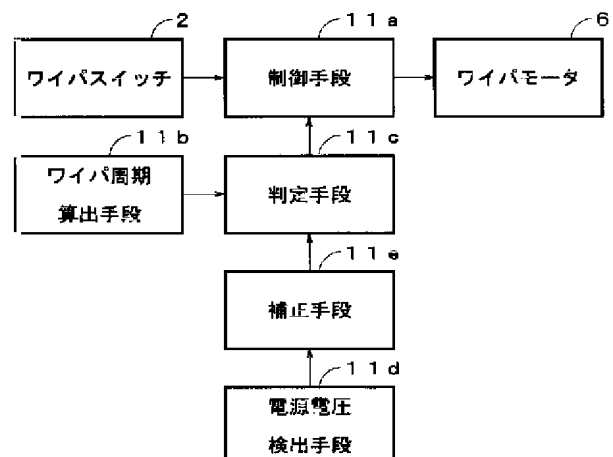 2
１１ａ
6
ワイパスイッチ
制御手段
ワイパモータ
１１ｂ
１１ｃ
ワイパ周期
算出手段
判定手段
１１ｅ
補正手段
１１ｄ
電源電圧
検出手段